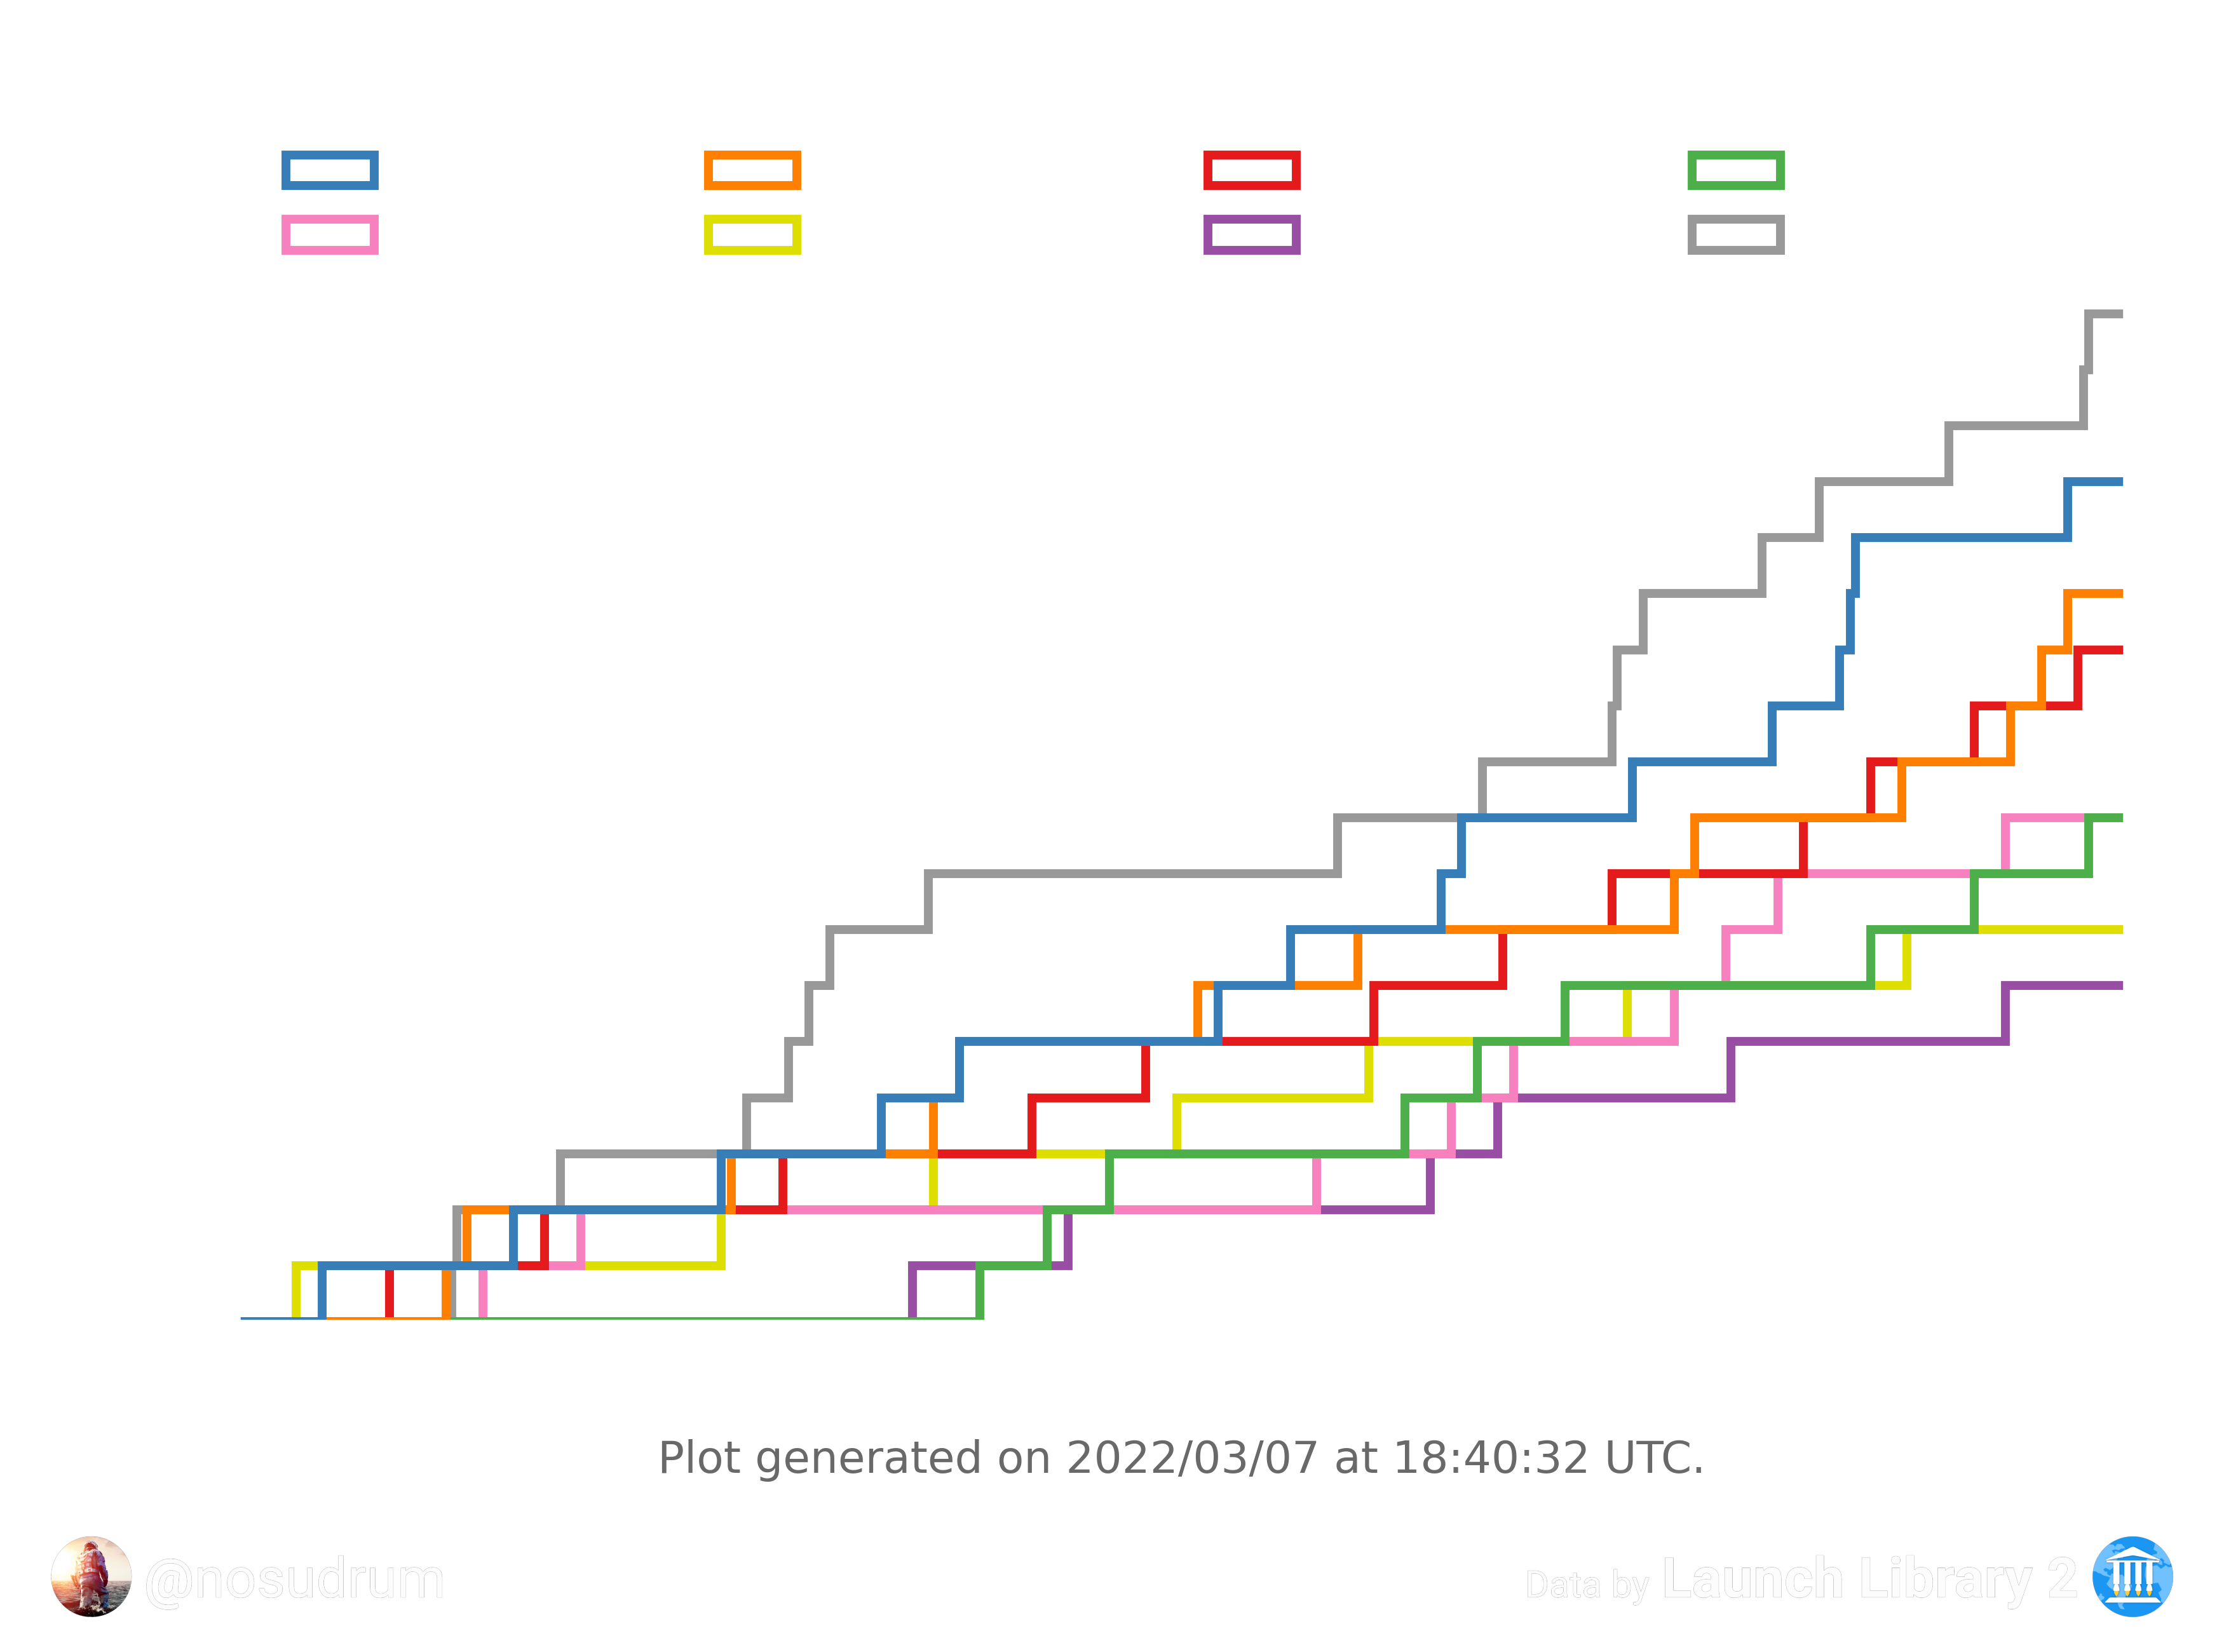 Plot generated on 2022/03/07 at 18:40:32 UTC.
@nosudrum
Data by Launch Library 2